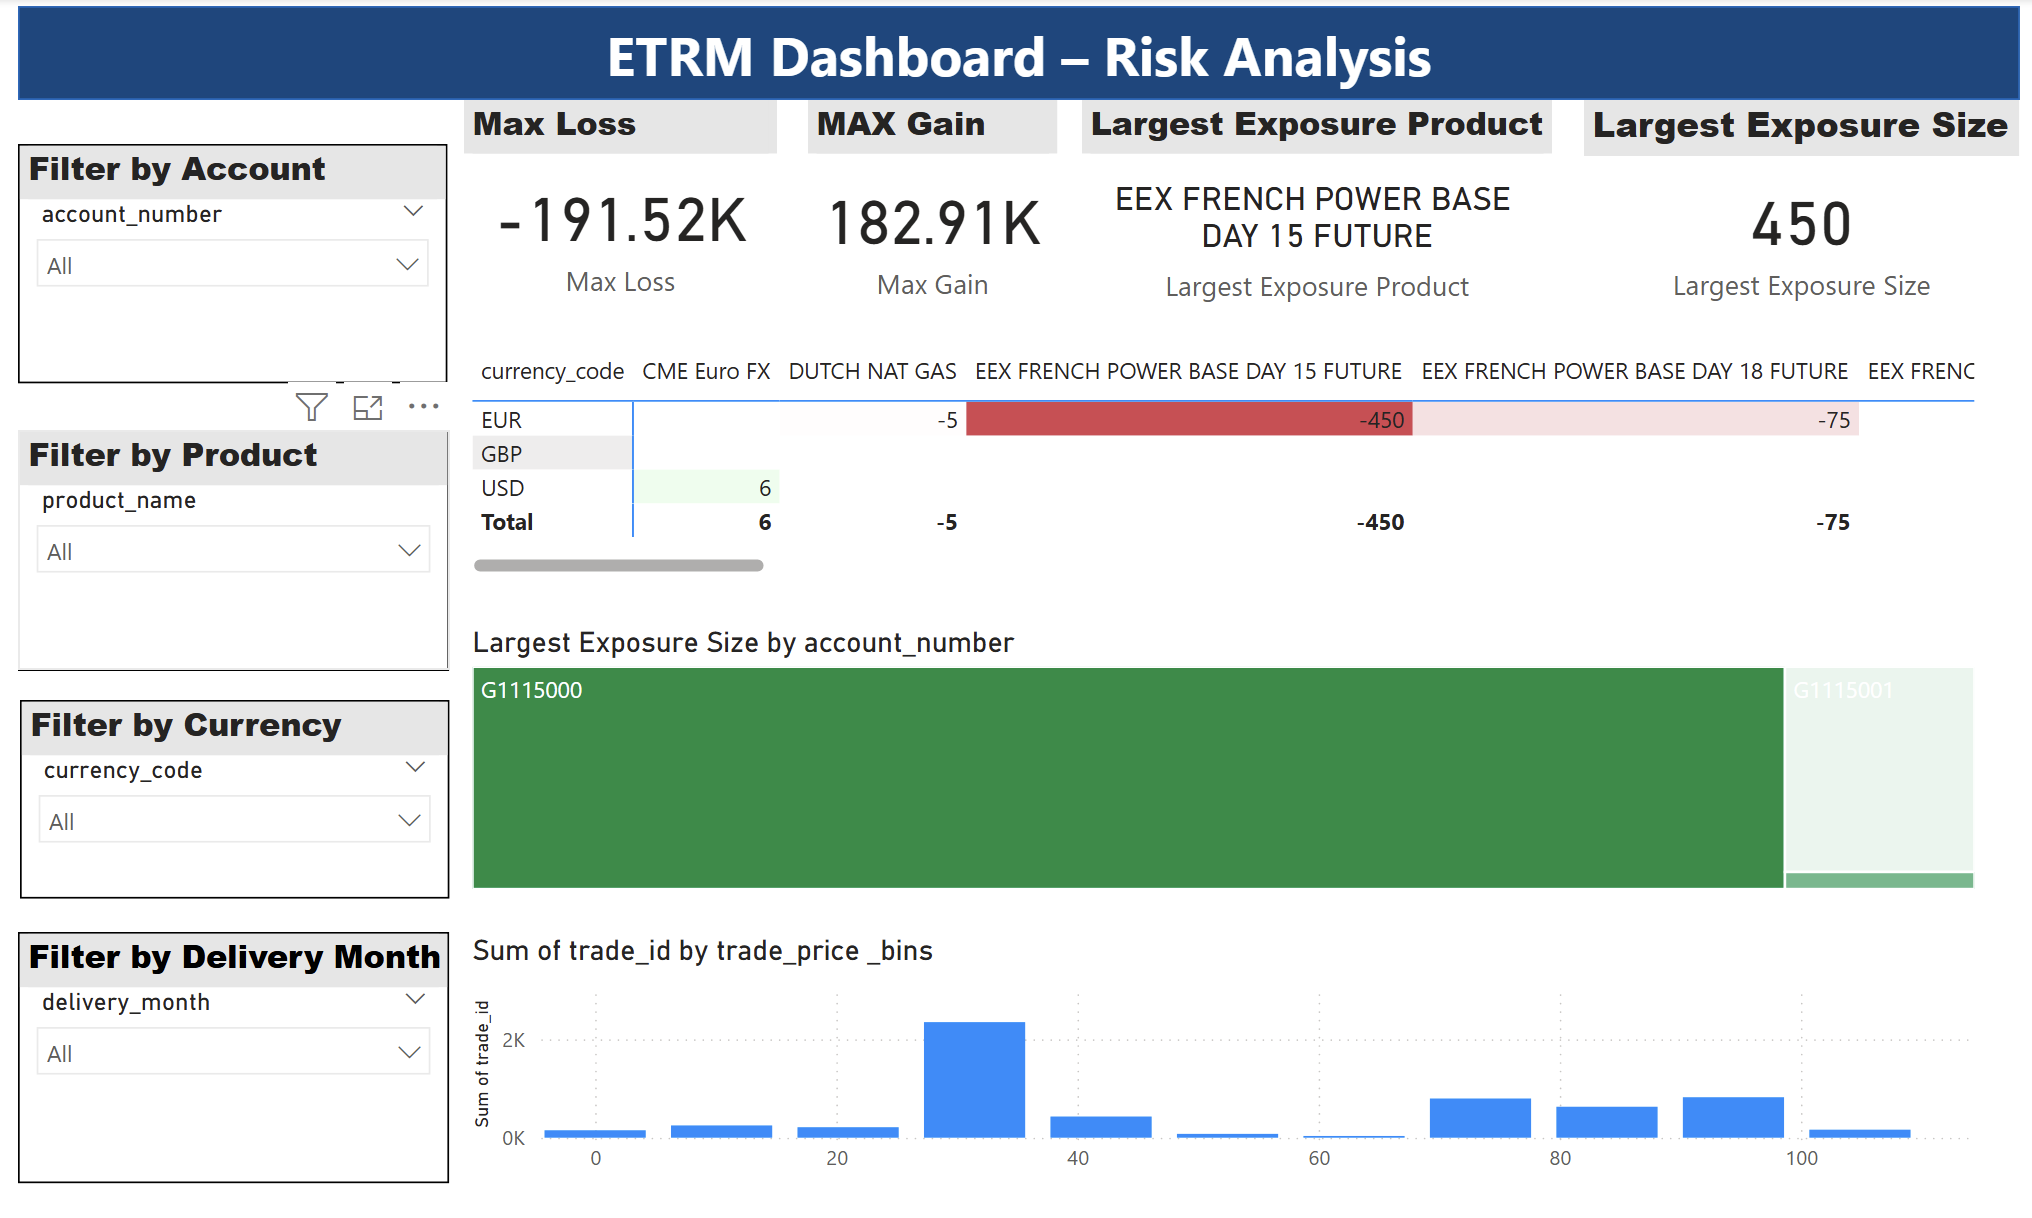 ETRM Dashboard – Risk Analysis
Filter by Account
account_number
All
Filter by Product
product_name
All
Filter by Currency
currency_code
All
Filter by Delivery Month
delivery_month
All
Max Loss
-191.52K
Max Loss
MAX Gain
182.91K
Max Gain
Largest Exposure Product
EEX FRENCH POWER BASE
DAY 15 FUTURE
Largest Exposure Product
Largest Exposure Size
450
Largest Exposure Size
currency_code CME Euro FX DUTCH NAT GAS EEX FRENCH POWER BASE DAY 15 FUTURE EEX FRENCH POWER BASE DAY 18 FUTURE EEX FRENC
EUR -5 -450 -75
GBP
USD 6
Total 6 -5 -450 -75
Largest Exposure Size by account_number
G1115000 G1115001
Sum of trade_id by trade_price _bins
Sum of trade_id
2K
0K
0 20 40 60 80 100